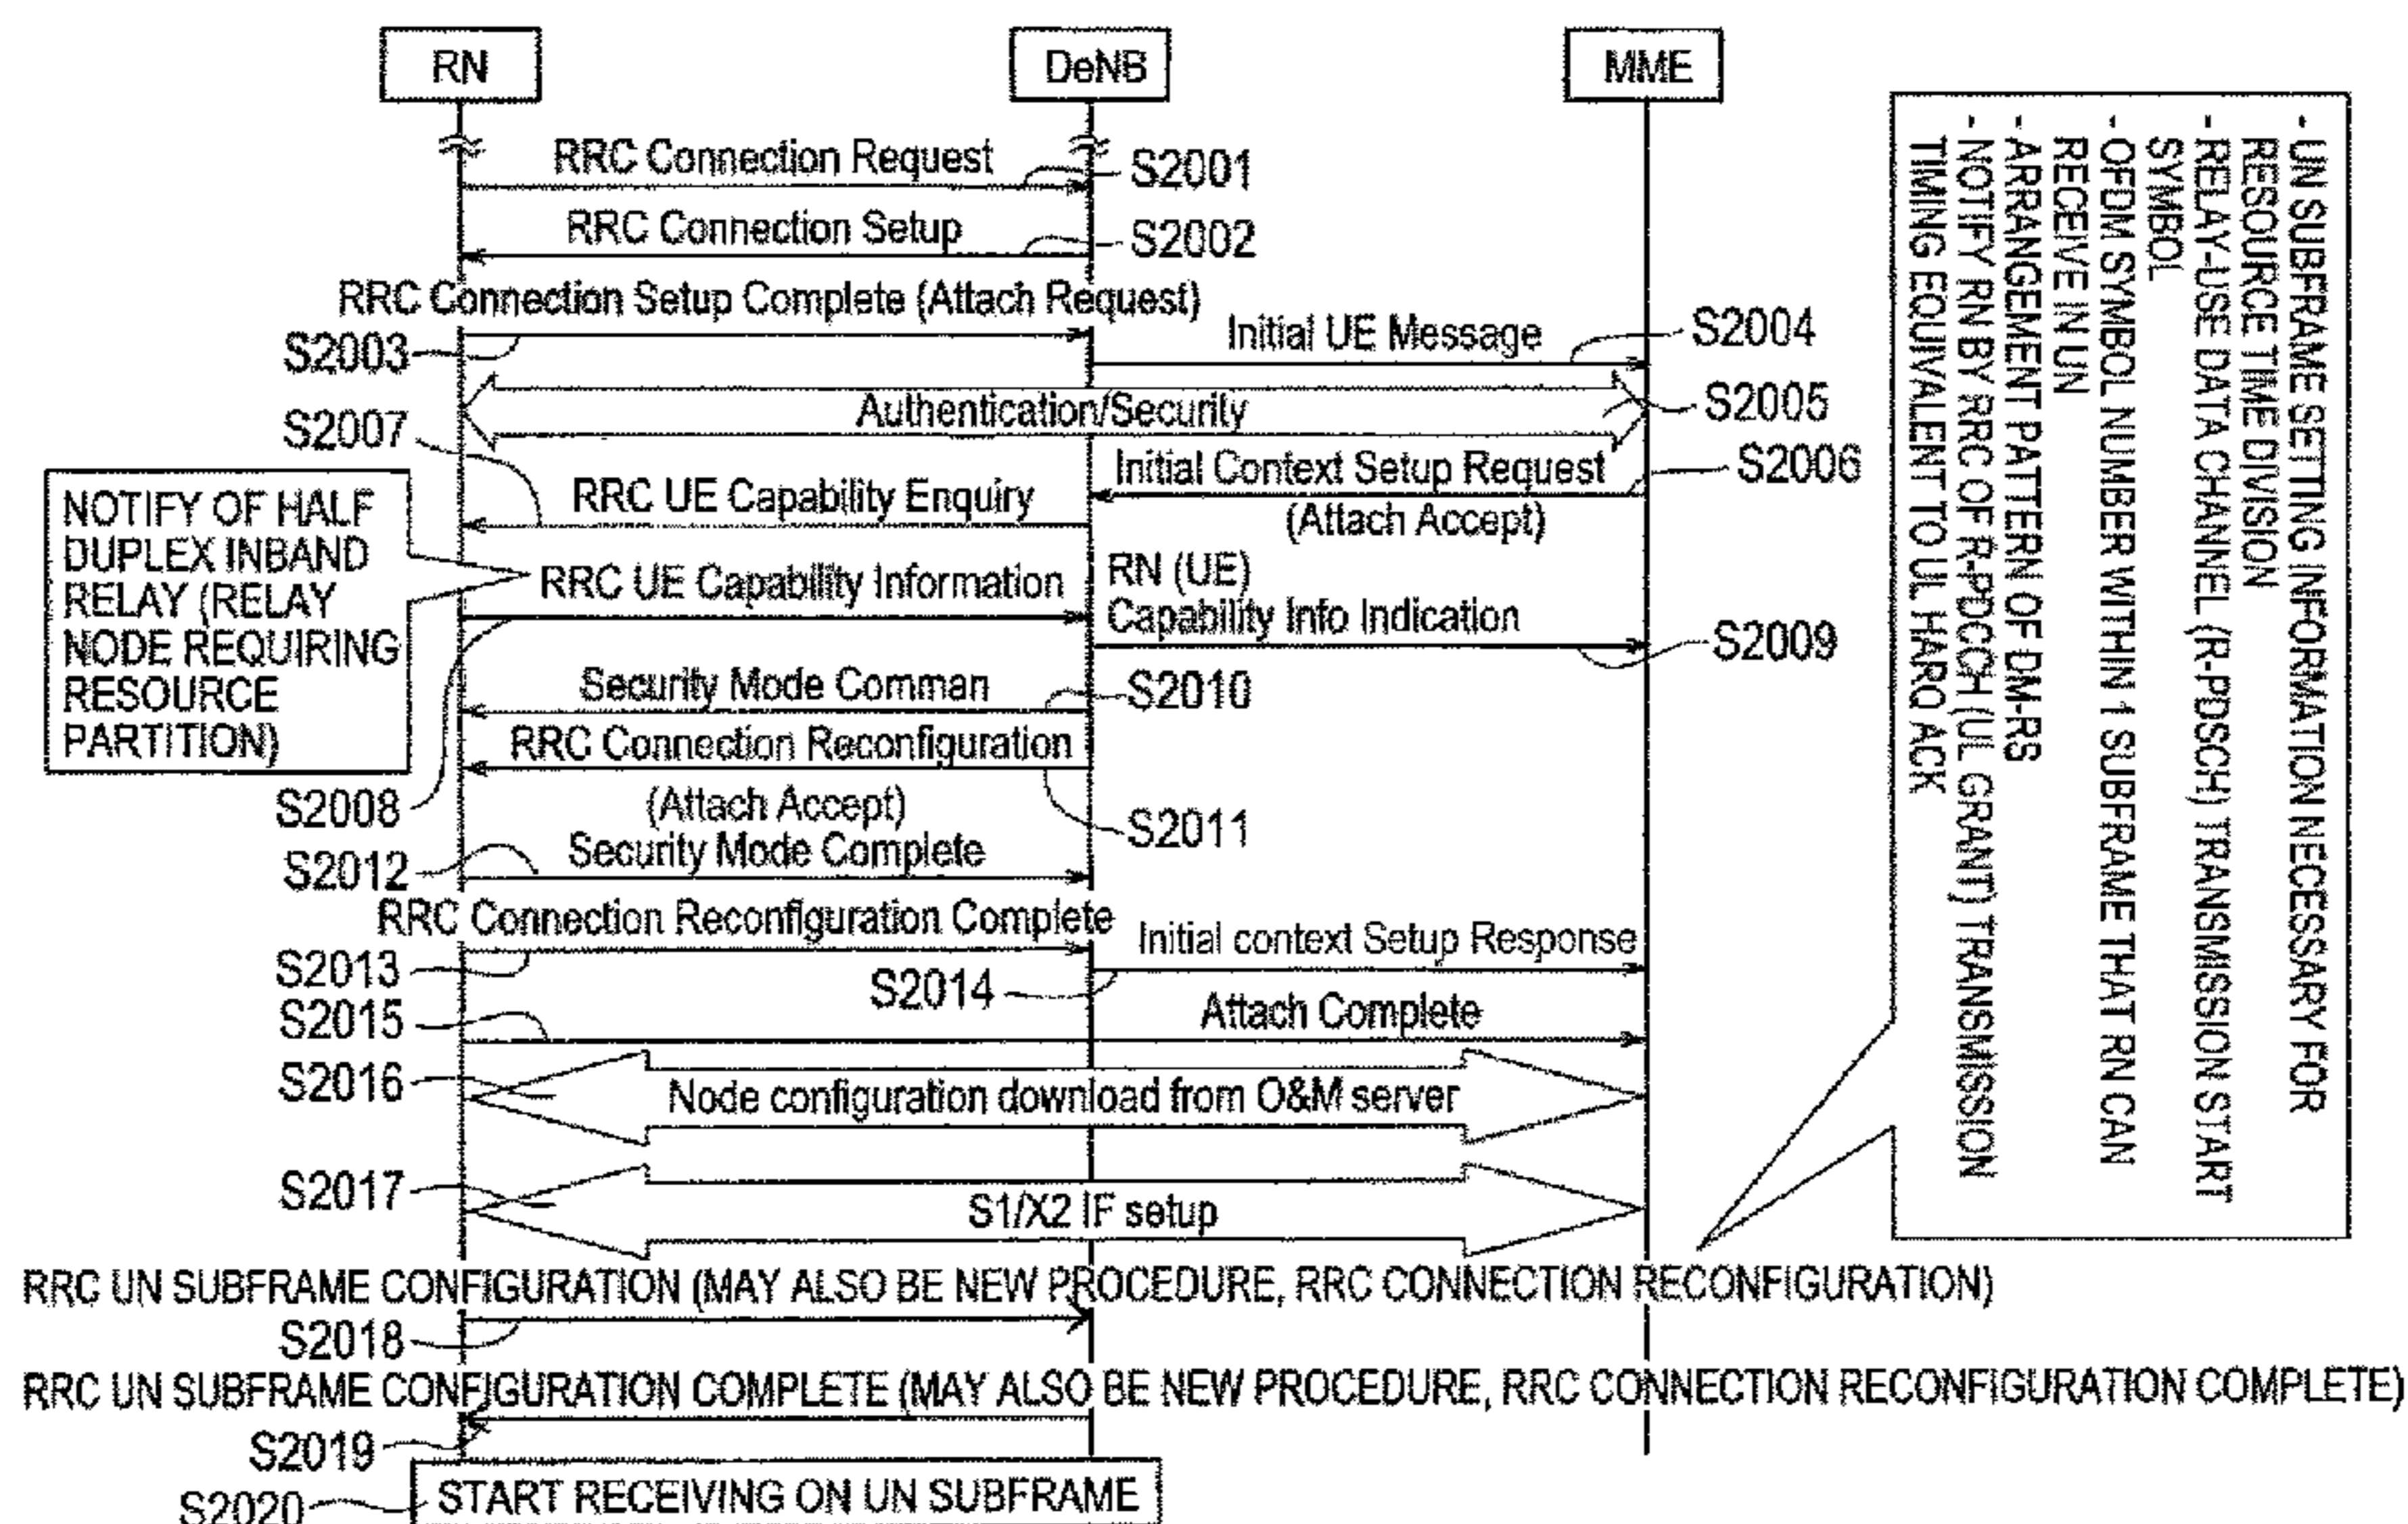 RN
DeNB
MME
RRC Connection Request
S2001
RRC Connection Setup
S2002
RRC Connection Setup Complete (Attach Request)
S2003
Initial UE Message
S2004
Authentication/Security
S2005
S2007
Initial Context Setup Request
(Attach Accept)
S2006
RRC UE Capability Enquiry
NOTIFY OF HALF
DUPLEX INBAND
RELAY (RELAY
NODE REQUIRING
RESOURCE
PARTITION)
RRC UE Capability Information
S2008
RN (UE)
Capability Info Indication
S2009
Security Mode Comman
S2010
RRC Connection Reconfiguration
(Attach Accept)
S2011
Security Mode Complete
S2012
RRC Connection Reconfiguration Complete
S2013
Initial context Setup Response
S2014
Attach Complete
S2015
Node configuration download from O&M server
S2016
S1/X2 IF setup
S2017
- UN SUBFRAME SETTING INFORMATION NECESSARY FOR
RESOURCE TIME DIVISION
- RELAY-USE DATA CHANNEL (R-PDSCH) TRANSMISSION START
SYMBOL
- OFDM SYMBOL NUMBER WITHIN 1 SUBFRAME THAT RN CAN
RECEIVE IN UN
- ARRANGEMENT PATTERN OF DM-RS
- NOTIFY RN BY RRC OF R-PDCCH (UL GRANT) TRANSMISSION
TIMING EQUIVALENT TO UL HARQ ACK
RRC UN SUBFRAME CONFIGURATION (MAY ALSO BE NEW PROCEDURE, RRC CONNECTION RECONFIGURATION)
S2018
RRC UN SUBFRAME CONFIGURATION COMPLETE (MAY ALSO BE NEW PROCEDURE, RRC CONNECTION RECONFIGURATION COMPLETE)
S2019
START RECEIVING ON UN SUBFRAME
S2020